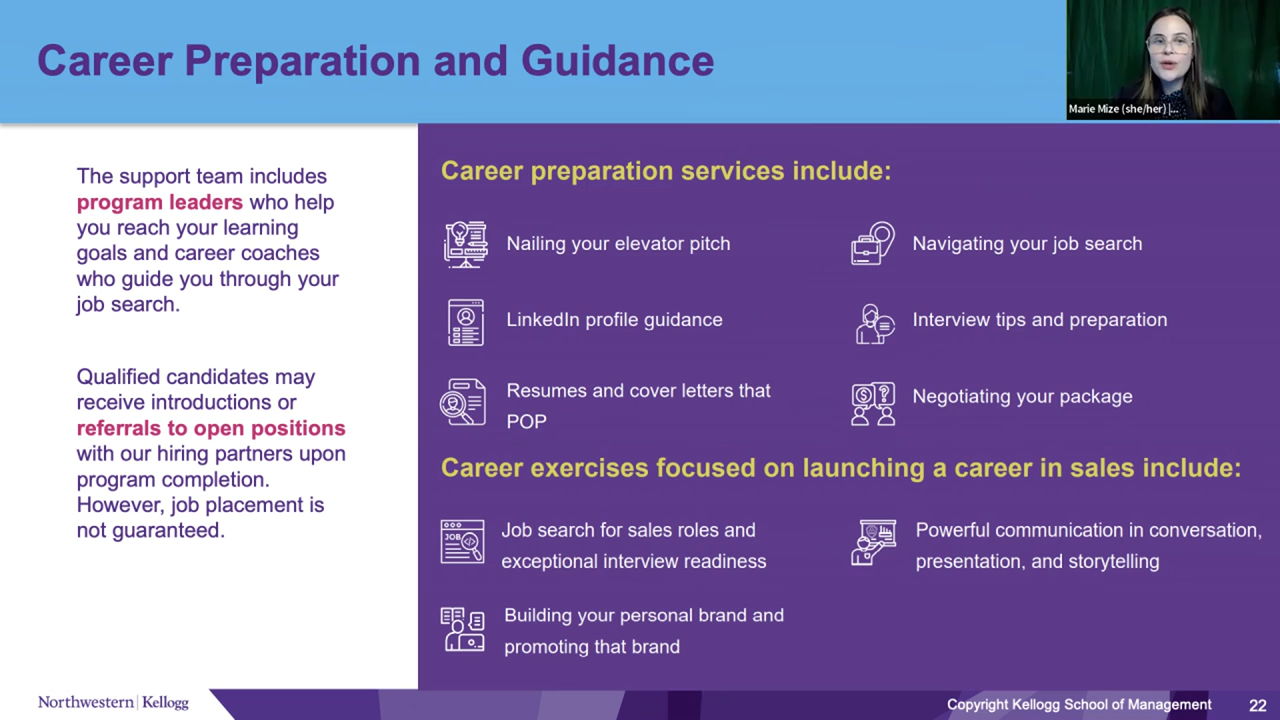 Career Preparation and Guidance
Marie Mize (she/her) |...
The support team includes
program leaders who help
you reach your learning
goals and career coaches
who guide you through your
job search.
Qualified candidates may
receive introductions or
referrals to open positions
with our hiring partners upon
program completion.
However, job placement is
not guaranteed.
Career preparation services include:
Nailing your elevator pitch
Navigating your job search
LinkedIn profile guidance
Interview tips and preparation
Resumes and cover letters that
POP
Negotiating your package
Career exercises focused on launching a career in sales include:
JOB
Job search for sales roles and
exceptional interview readiness
Powerful communication in conversation,
presentation, and storytelling
Building your personal brand and
promoting that brand
Northwestern | Kellogg
Copyright Kellogg School of Management
22